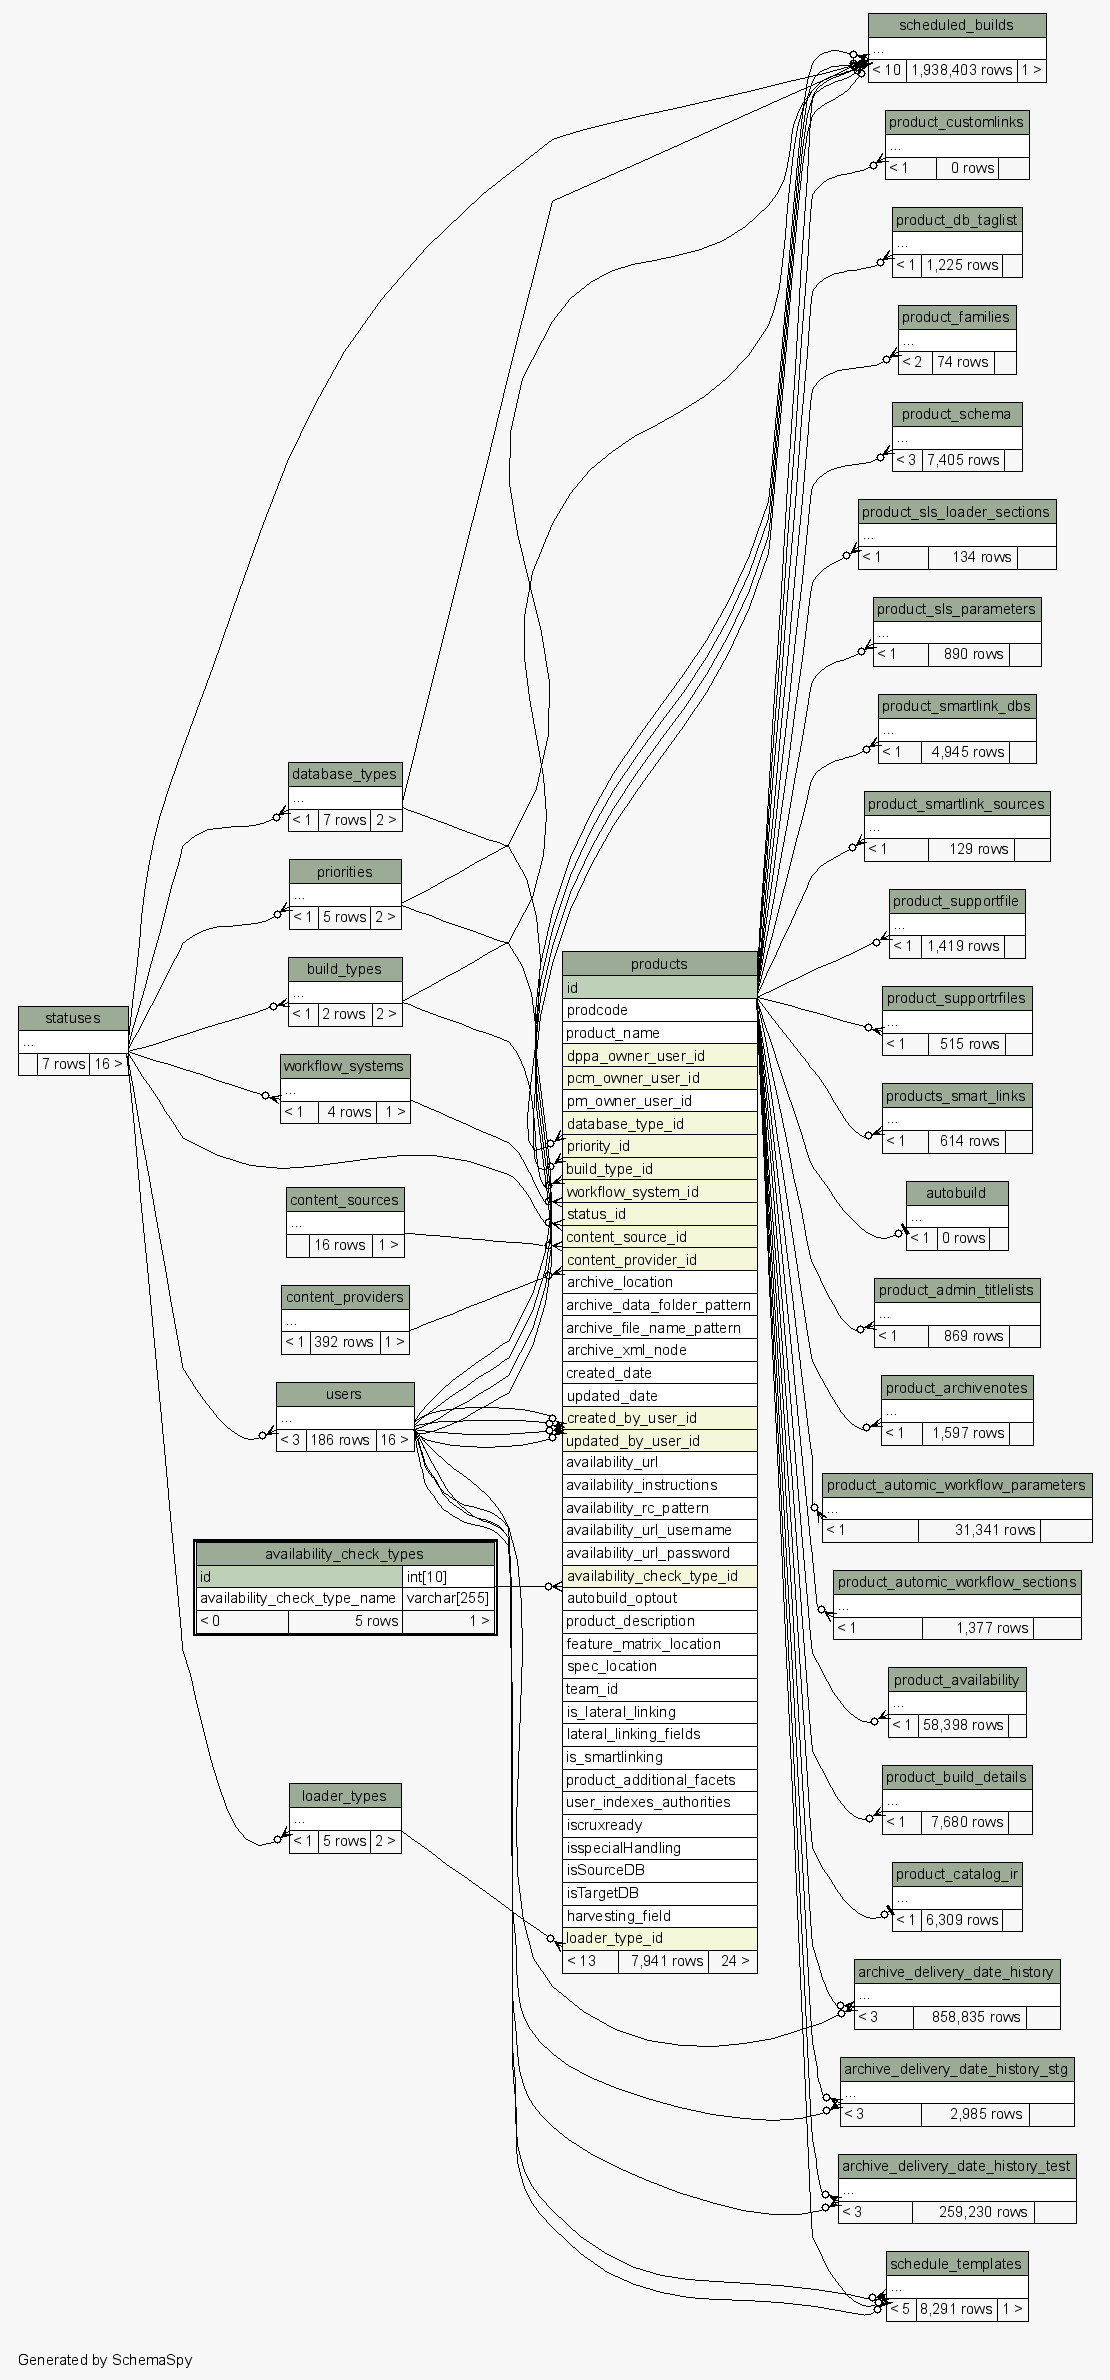 scheduled_builds
...
< 10 1,938,403 rows 1 >
product_customlinks
...
< 1 0 rows
product_db_taglist
...
< 1 1,225 rows
product_families
...
< 2 74 rows
product_schema
...
< 3 7,405 rows
product_sls_loader_sections
...
< 1 134 rows
product_sls_parameters
...
< 1 890 rows
product_smartlink_dbs
...
< 1 4,945 rows
product_smartlink_sources
...
< 1 129 rows
product_supportfile
...
< 1 1,419 rows
product_supportrfiles
...
< 1 515 rows
products_smart_links
...
< 1 614 rows
autobuild
...
< 1 0 rows
product_admin_titlelists
...
< 1 869 rows
product_archivenotes
...
< 1 1,597 rows
product_automic_workflow_parameters
...
< 1 31,341 rows
product_automic_workflow_sections
...
< 1 1,377 rows
product_availability
...
< 1 58,398 rows
product_build_details
...
< 1 7,680 rows
product_catalog_ir
...
< 1 6,309 rows
archive_delivery_date_history
...
< 3 858,835 rows
archive_delivery_date_history_stg
...
< 3 2,985 rows
archive_delivery_date_history_test
...
< 3 259,230 rows
schedule_templates
...
< 5 8,291 rows 1 >
database_types
...
< 1 7 rows 2 >
priorities
...
< 1 5 rows 2 >
build_types
...
< 1 2 rows 2 >
statuses
...
7 rows 16 >
workflow_systems
...
< 1 4 rows 1 >
content_sources
...
16 rows 1 >
content_providers
...
< 1 392 rows 1 >
users
...
< 3 186 rows 16 >
availability_check_types
id int[10]
availability_check_type_name varchar[255]
< 0 5 rows 1 >
loader_types
...
< 1 5 rows 2 >
products
id
prodcode
product_name
dppa_owner_user_id
pcm_owner_user_id
pm_owner_user_id
database_type_id
priority_id
build_type_id
workflow_system_id
status_id
content_source_id
content_provider_id
archive_location
archive_data_folder_pattern
archive_file_name_pattern
archive_xml_node
created_date
updated_date
created_by_user_id
updated_by_user_id
availability_url
availability_instructions
availability_rc_pattern
availability_url_username
availability_url_password
availability_check_type_id
autobuild_optout
product_description
feature_matrix_location
spec_location
team_id
is_lateral_linking
lateral_linking_fields
is_smartlinking
product_additional_facets
user_indexes_authorities
iscruxready
isspecialHandling
isSourceDB
isTargetDB
harvesting_field
loader_type_id
< 13 7,941 rows 24 >
Generated by SchemaSpy